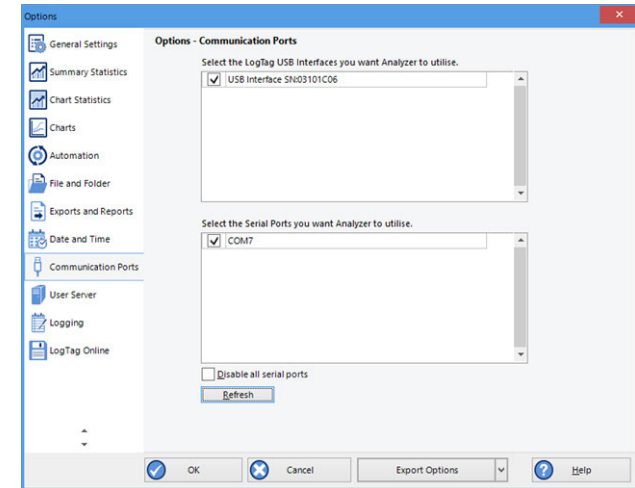 Options
General Settings
Summary Statistics
Chart Statistics
Charts
Automation
File and Folder
Exports and Reports
Date and Time
Communication Ports
User Server
Logging
LogTag Online
Options - Communication Ports
Select the LogTag USB Interfaces you want Analyzer to utilise.
USB Interface SN:03101C06
Select the Serial Ports you want Analyzer to utilise.
COM7
Disable all serial ports
Refresh
OK
Cancel
Export Options
Help